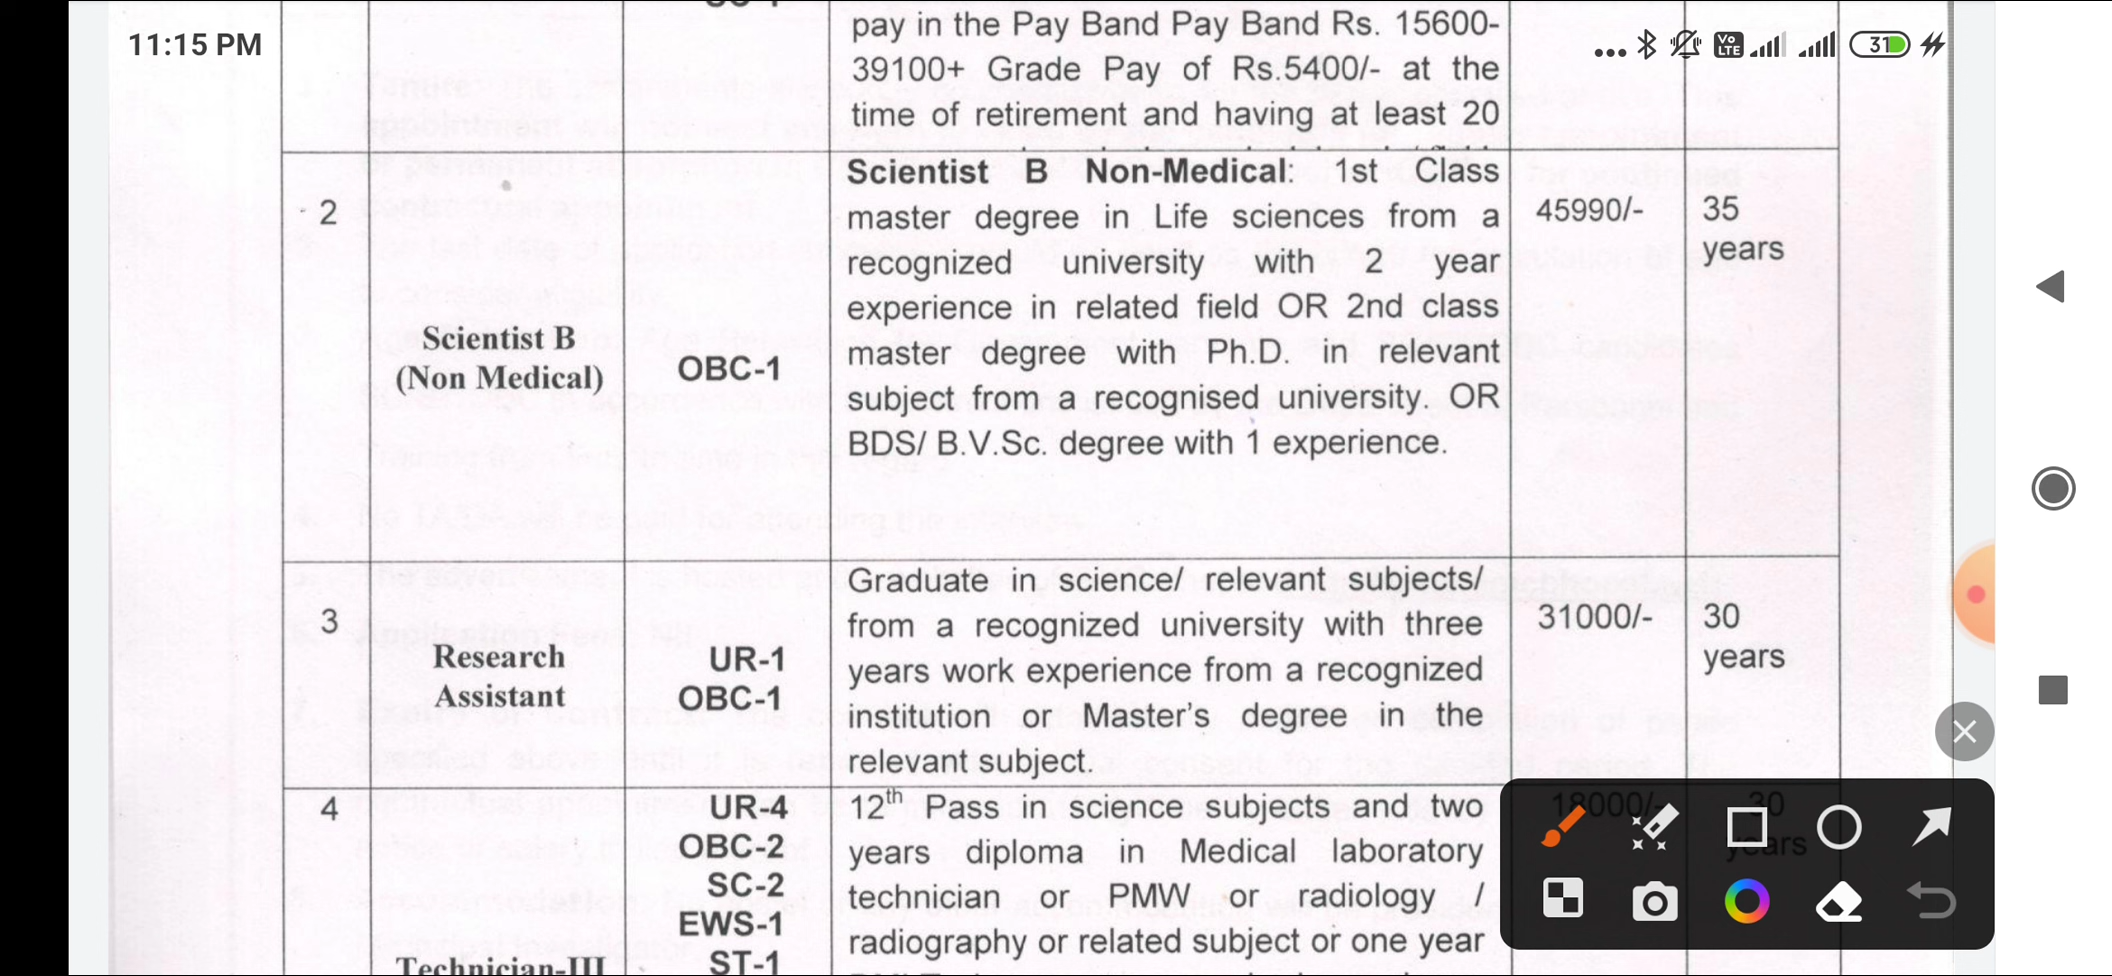 11:15 PM
31
pay in the Pay Band Pay Band Rs. 15600-
39100+ Grade Pay of Rs.5400/- at the
time of retirement and having at least 20
2
Scientist B
(Non Medical)
OBC-1
Scientist B Non-Medical: 1st Class
master degree in Life sciences from a
recognized university with 2 year
experience in related field OR 2nd class
master degree with Ph.D. in relevant
subject from a recognised university. OR
BDS/ B.V.Sc. degree with 1 experience.
45990/-
35
years
3
Research
Assistant
UR-1
OBC-1
Graduate in science/ relevant subjects/
from a recognized university with three
years work experience from a recognized
institution or Master's degree in the
relevant subject.
31000/-
30
years
4
Technician-III
UR-4
OBC-2
SC-2
EWS-1
ST-1
12th Pass in science subjects and two
years diploma in Medical laboratory
technician or PMW or radiology /
radiography or related subject or one year
18000/-
30
years